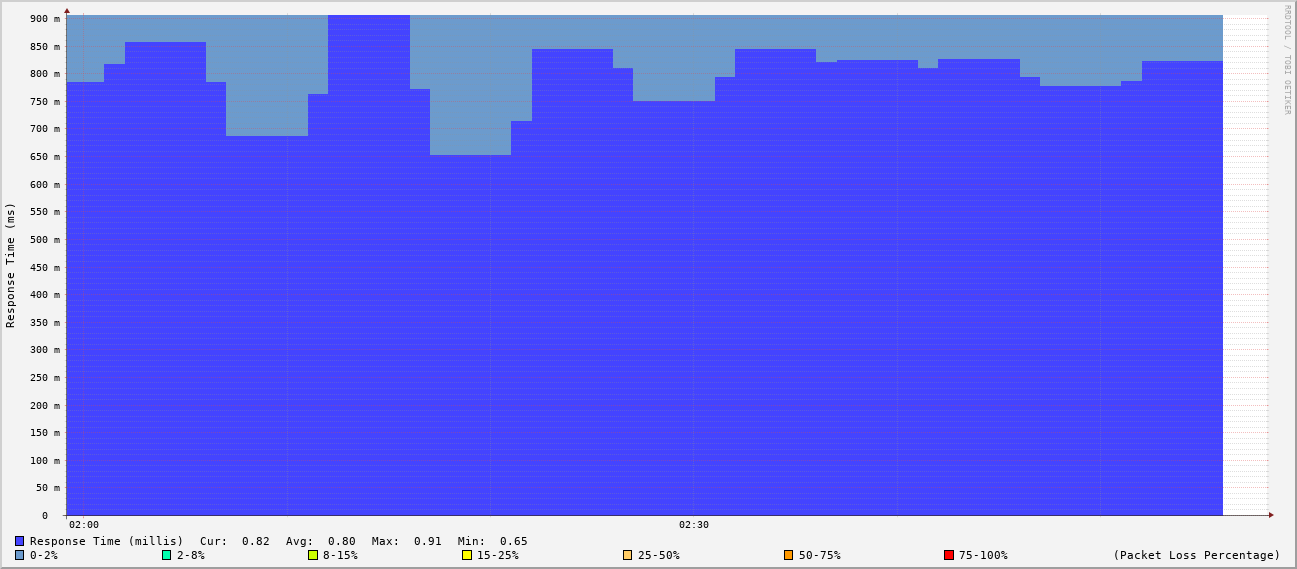 RRDTOOL / TOBI OETIKER
900 m
850 m
800 m
750 m
700 m
650 m
600 m
550 m
500 m
450 m
400 m
350 m
300 m
250 m
200 m
150 m
100 m
50 m
0
Response Time (ms)
02:00 02:30
Response Time (millis) Cur: 0.82 Avg: 0.80 Max: 0.91 Min: 0.65
0-2% 2-8% 8-15% 15-25% 25-50% 50-75% 75-100% (Packet Loss Percentage)